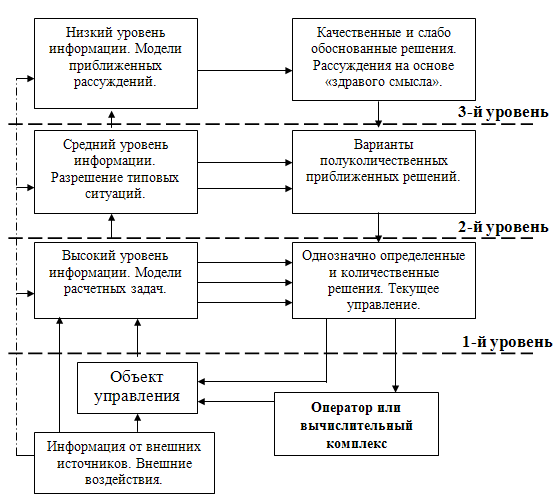 Низкий уровень
информации. Модели
приближенных
рассуждений.
Качественные и слабо
обоснованные решения.
Рассуждения на основе
«здравого смысла».
3-й уровень
Средний уровень
информации.
Разрешение типовых
ситуаций.
Варианты
полуколичественных
приближенных решений.
2-й уровень
Высокий уровень
информации. Модели
расчетных задач.
Однозначно определенные
и количественные
решения. Текущее
управление.
1-й уровень
Объект
управления
Оператор или
вычислительный
комплекс
Информация от внешних
источников. Внешние
воздействия.